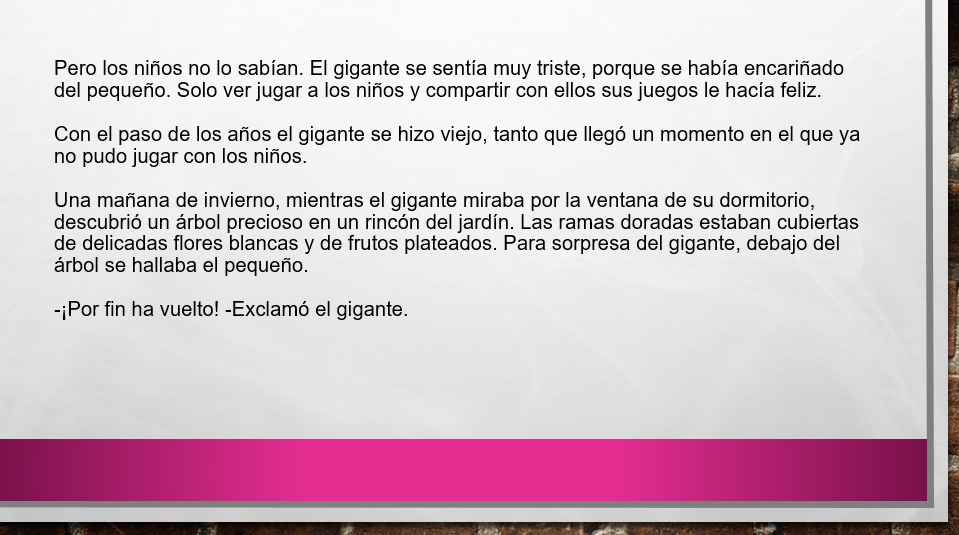 Pero los niños no lo sabían. El gigante se sentía muy triste, porque se había encariñado
del pequeño. Solo ver jugar a los niños y compartir con ellos sus juegos le hacía feliz.
Con el paso de los años el gigante se hizo viejo, tanto que llegó un momento en el que ya
no pudo jugar con los niños.
Una mañana de invierno, mientras el gigante miraba por la ventana de su dormitorio,
descubrió un árbol precioso en un rincón del jardín. Las ramas doradas estaban cubiertas
de delicadas flores blancas y de frutos plateados. Para sorpresa del gigante, debajo del
árbol se hallaba el pequeño.
-¡Por fin ha vuelto! -Exclamó el gigante.